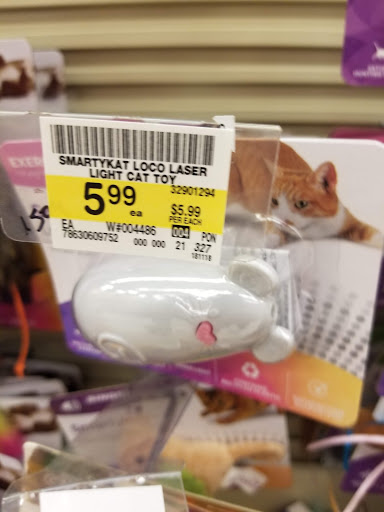 SMARTYKAT LOCO LASER
LIGHT CAT TOY
32901294
5.99
ea
$5.99
PER EACH
EA W#004486 004 PON
78630609752 000 000 21 327
181118
EXER